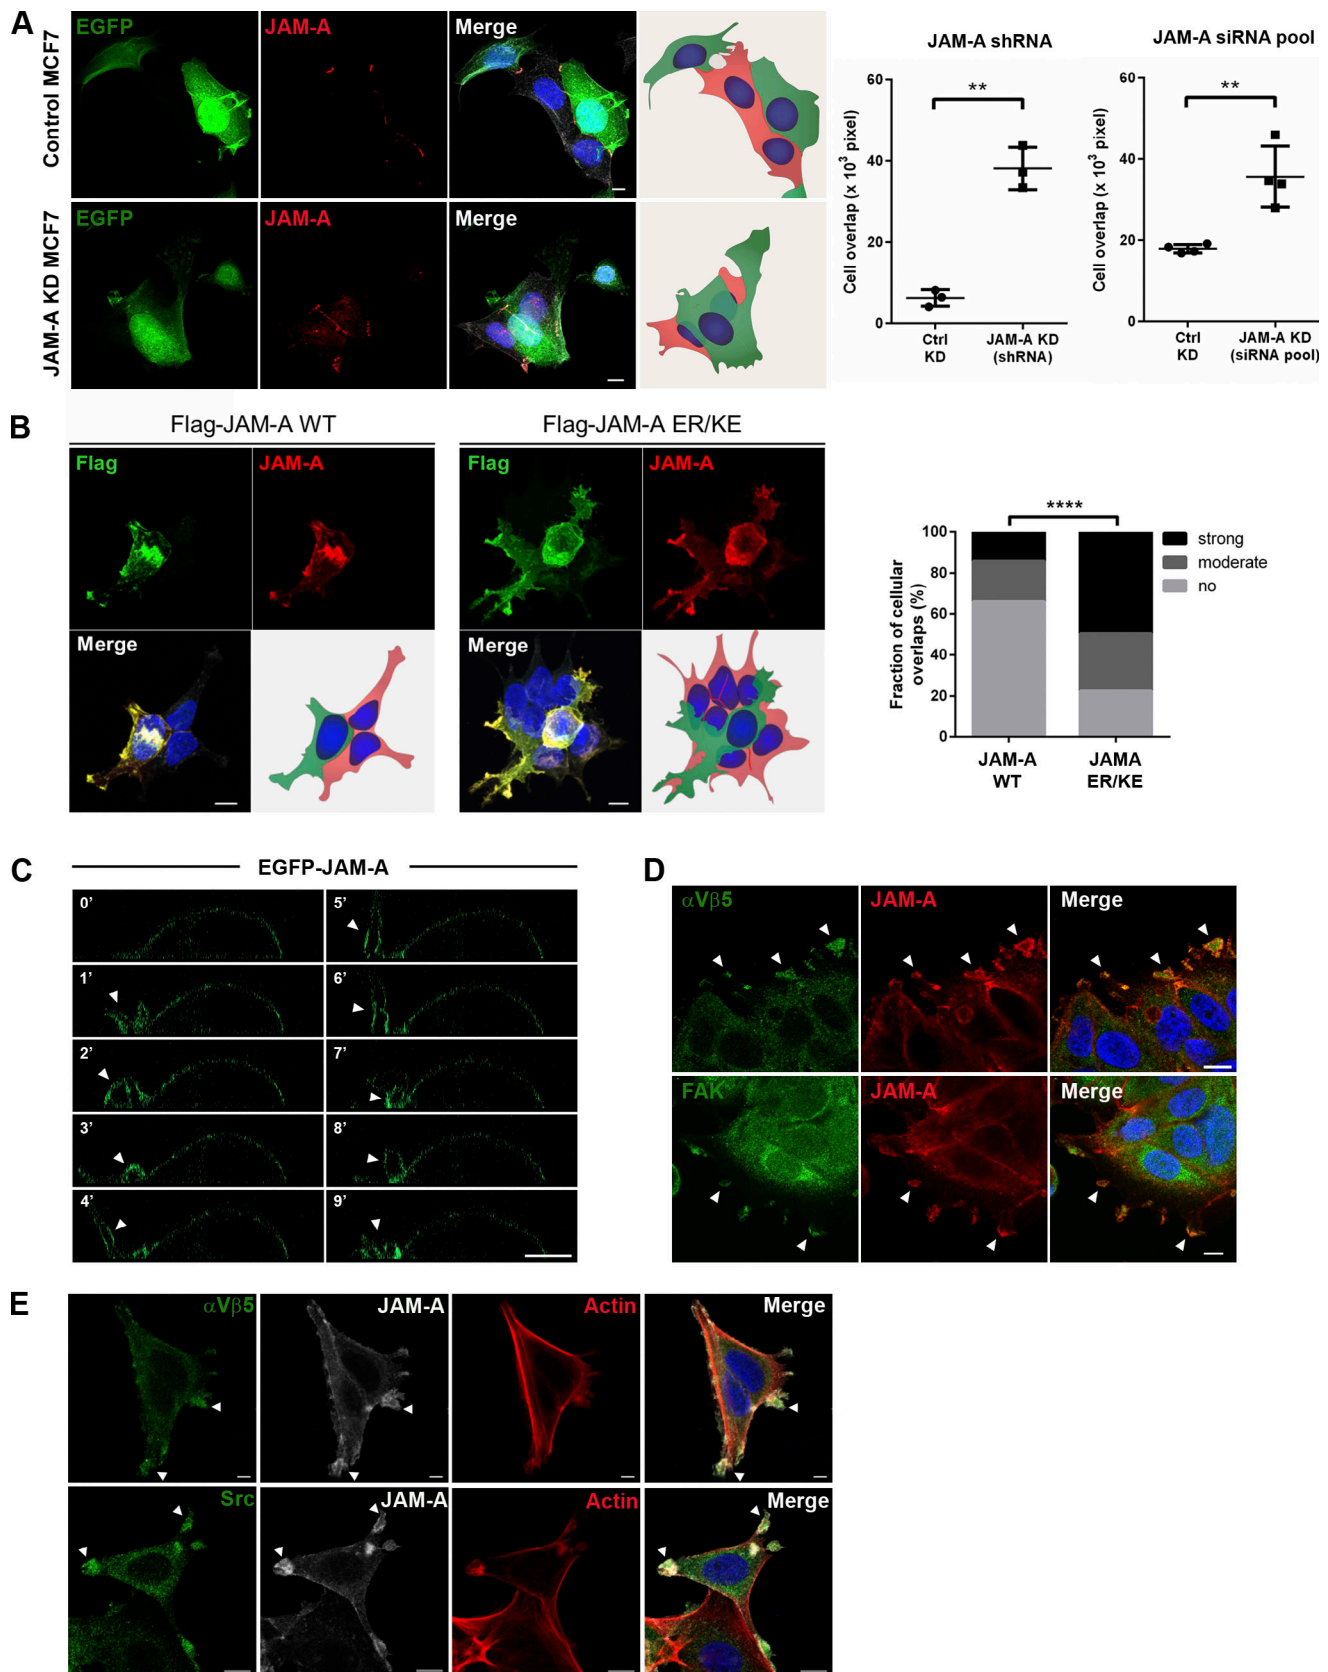 A
Control MCF7
EGFP
JAM-A
Merge
JAM-A KD MCF7
EGFP
JAM-A
Merge
JAM-A shRNA
Cell overlap (x 10³ pixel)
60
40
20
0
**
Ctrl KD
JAM-A KD (shRNA)
JAM-A siRNA pool
Cell overlap (x 10³ pixel)
60
40
20
0
**
Ctrl KD
JAM-A KD (siRNA pool)
B
Flag-JAM-A WT
Flag
JAM-A
Merge
Flag-JAM-A ER/KE
Flag
JAM-A
Merge
Fraction of cellular overlaps (%)
100
80
60
40
20
0
****
JAM-A WT
JAMA ER/KE
strong
moderate
no
C
EGFP-JAM-A
0'
1'
2'
3'
4'
5'
6'
7'
8'
9'
D
αVβ5
JAM-A
Merge
FAK
JAM-A
Merge
E
αVβ5
JAM-A
Actin
Merge
Src
JAM-A
Actin
Merge